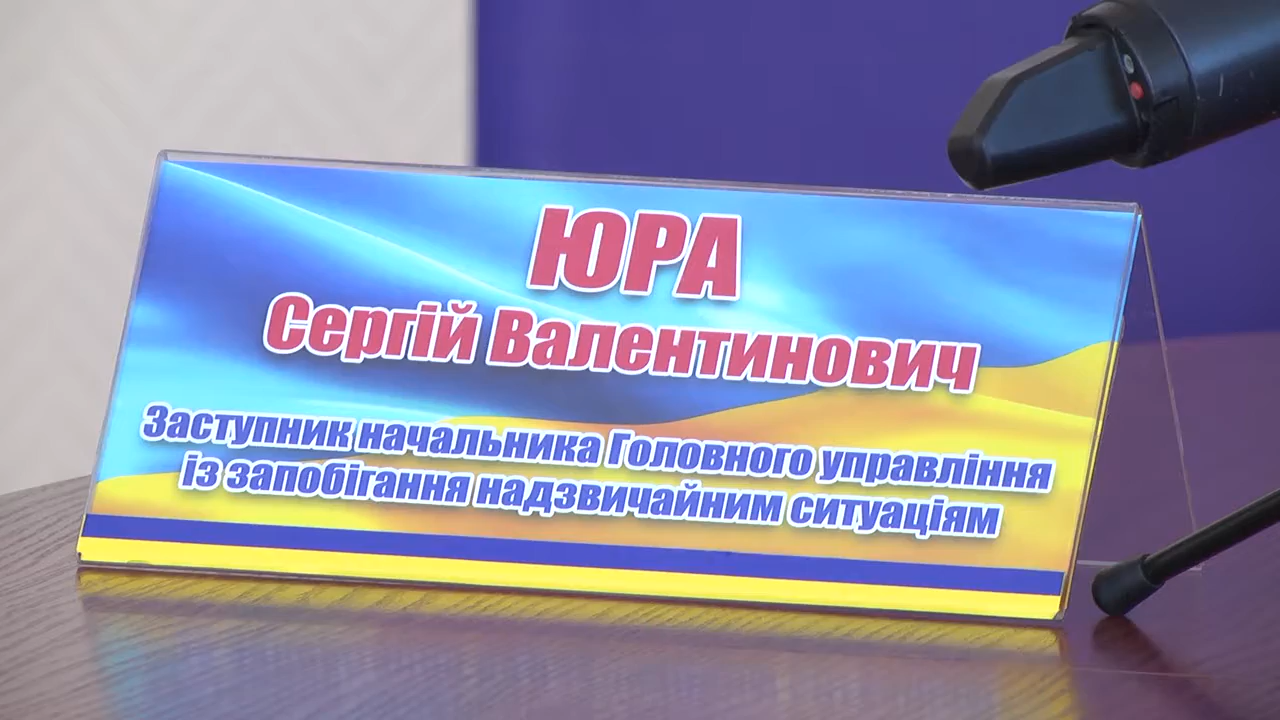 ЮРА
Сергій Валентинович
Заступник начальника Головного управління
із запобігання надзвичайним ситуаціям